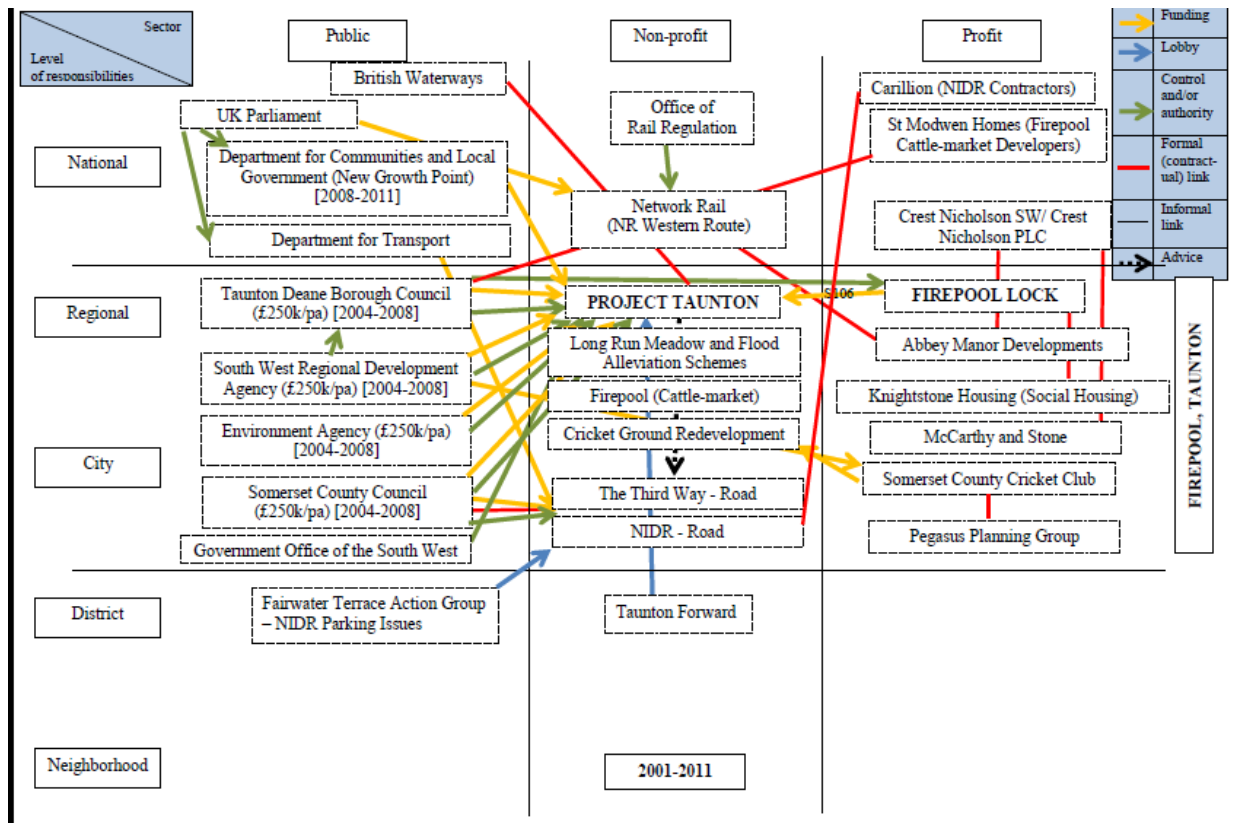 Sector
Level
of responsibilities
Public
Non-profit
Profit
Funding
Lobby
Control
and/or
authority
Formal
(contract-
ual) link
Informal
link
Advice
National
British Waterways
UK Parliament
Department for Communities and Local
Government (New Growth Point)
[2008-2011]
Department for Transport
Office of
Rail Regulation
Network Rail
(NR Western Route)
Carillion (NIDR Contractors)
St Modwen Homes (Firepool
Cattle-market Developers)
Crest Nicholson SW/ Crest
Nicholson PLC
Regional
Taunton Deane Borough Council
(£250k/pa) [2004-2008]
South West Regional Development
Agency (£250k/pa) [2004-2008]
PROJECT TAUNTON
S106
FIREPOOL LOCK
Long Run Meadow and Flood
Alleviation Schemes
Abbey Manor Developments
Firepool (Cattle-market)
Knightstone Housing (Social Housing)
City
Environment Agency (£250k/pa)
[2004-2008]
Somerset County Council
(£250k/pa) [2004-2008]
Government Office of the South West
Cricket Ground Redevelopment
The Third Way - Road
NIDR - Road
McCarthy and Stone
Somerset County Cricket Club
Pegasus Planning Group
FIREPOOL, TAUNTON
District
Fairwater Terrace Action Group
– NIDR Parking Issues
Taunton Forward
Neighborhood
2001-2011